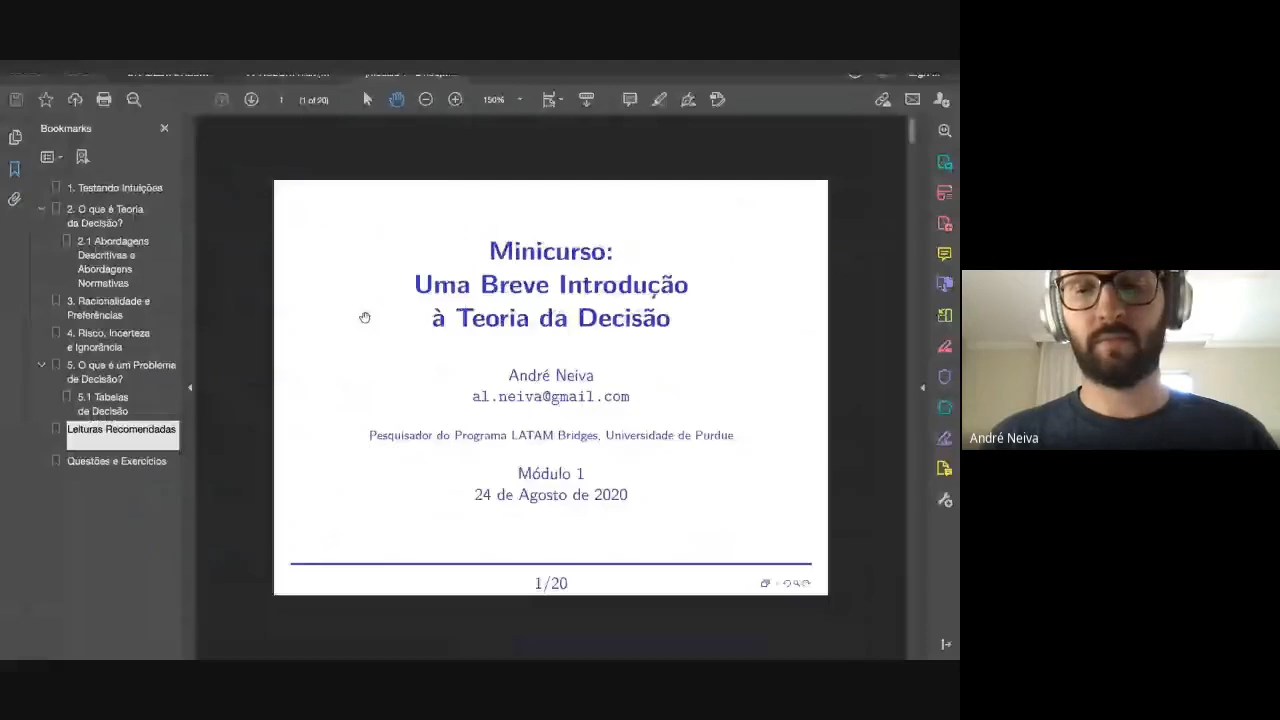 1
(1 of 20)
150%
Bookmarks
1. Testando Intuições
2. O que é Teoria
da Decisão?
2.1 Abordagens
Descritivas e
Abordagens
Normativas
3. Racionalidade e
Preferências
4. Risco, Incerteza
e Ignorância
5. O que é um Problema
de Decisão?
5.1 Tabelas
de Decisão
Leituras Recomendadas
Questões e Exercícios
Minicurso:
Uma Breve Introdução
à Teoria da Decisão
André Neiva
al.neiva@gmail.com
Pesquisador do Programa LATAM Bridges, Universidade de Purdue
Módulo 1
24 de Agosto de 2020
1/20
André Neiva